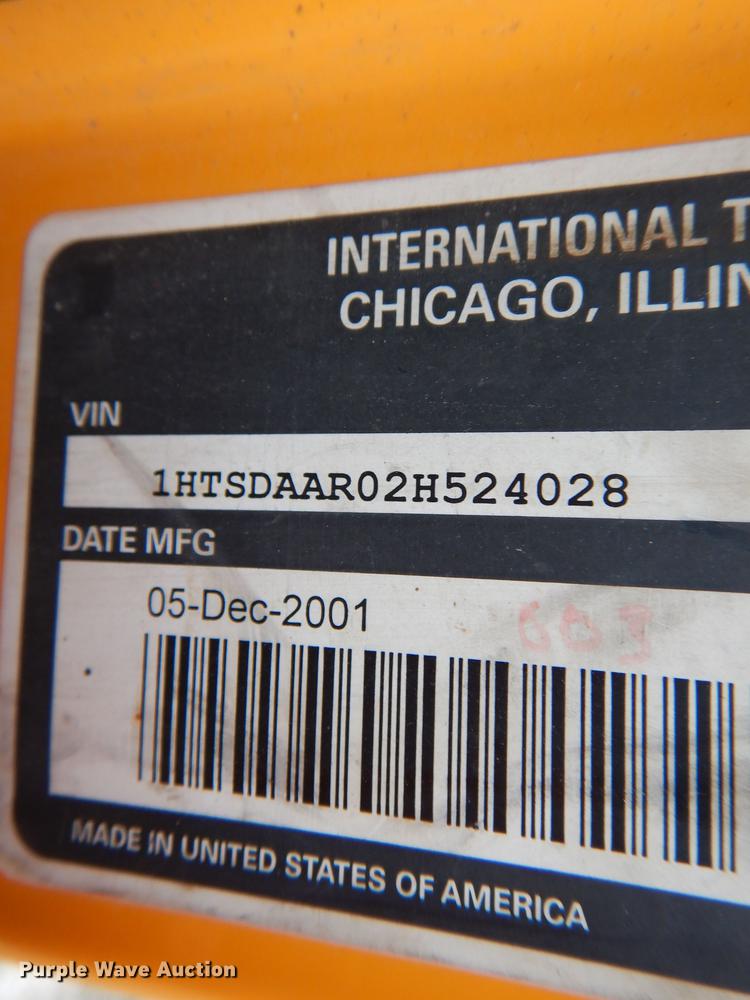 INTERNATIONAL T
CHICAGO, ILLIN
VIN
1HTSDAAR02H524028
DATE MFG
05-Dec-2001
603
MADE IN UNITED STATES OF AMERICA
Purple Wave Auction